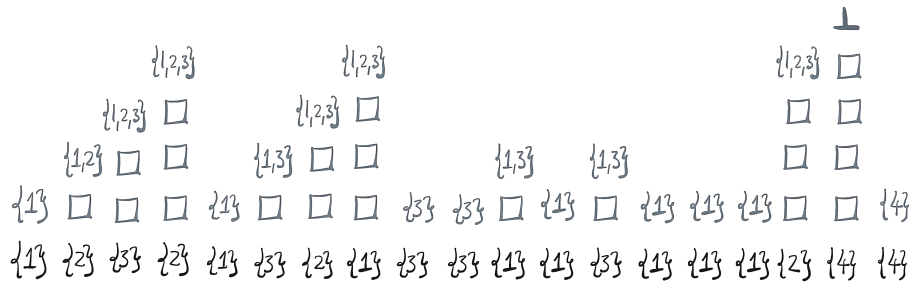 ⊥
{1,2,3} {1,2,3} {1,2,3} □
{1,2,3} □ {1,2,3} □ □ □
{1,2} □ □ {1,3} □ □ {1,3} {1,3} □ □
{1} □ □ □ {1} □ □ □ {3} {3} □ {1} □ {1} {1} {1} □ □ {4}
{1} {2} {3} {2} {1} {3} {2} {1} {3} {3} {1} {1} {3} {1} {1} {1} {2} {4} {4}